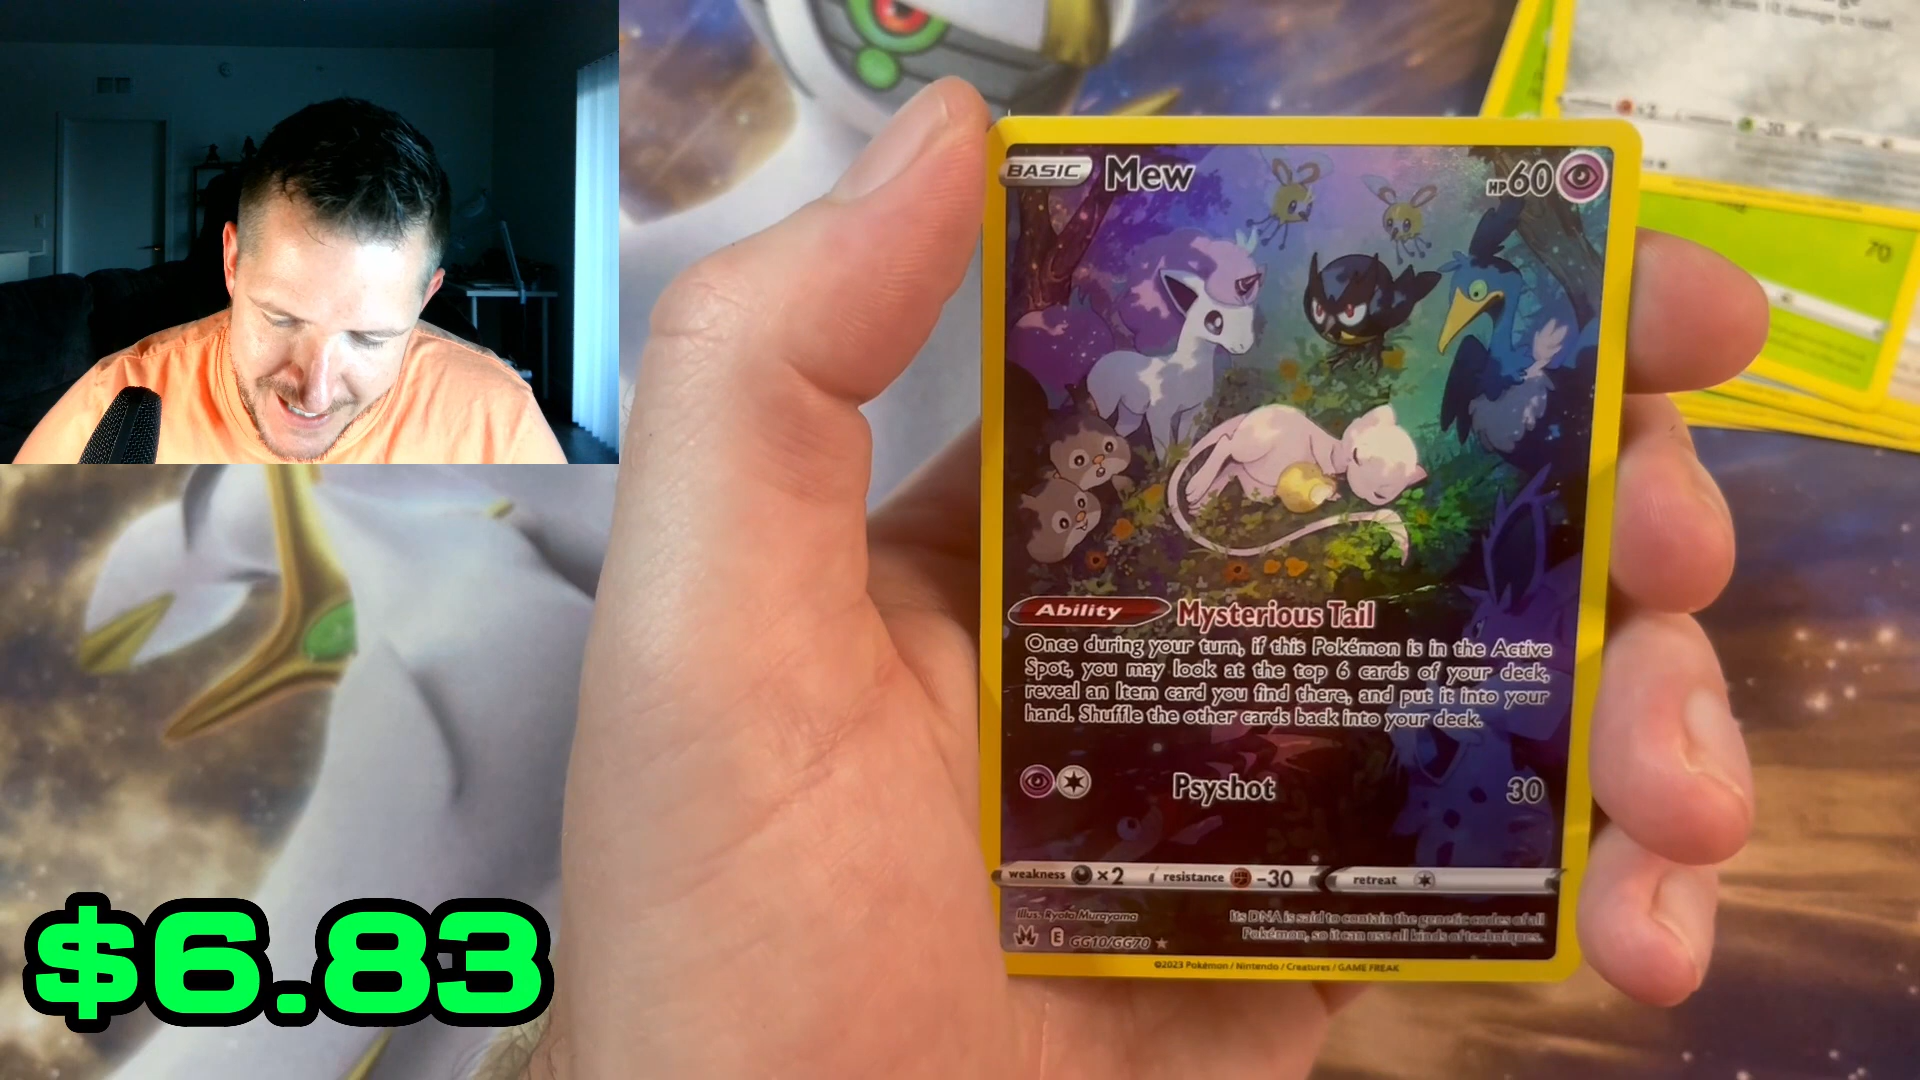 BASIC Mew HP60
Ability Mysterious Tail
Once during your turn, if this Pokémon is in the Active
Spot, you may look at the top 6 cards of your deck,
reveal an Item card you find there, and put it into your
hand. Shuffle the other cards back into your deck.
Psyshot 30
weakness ×2 resistance -30 retreat
Illus. Ryota Murayama
Its DNA is said to contain the genetic codes of all
Pokémon, so it can use all kinds of techniques.
E GG10/GG70
©2023 Pokémon / Nintendo / Creatures / GAME FREAK
70
$6.83